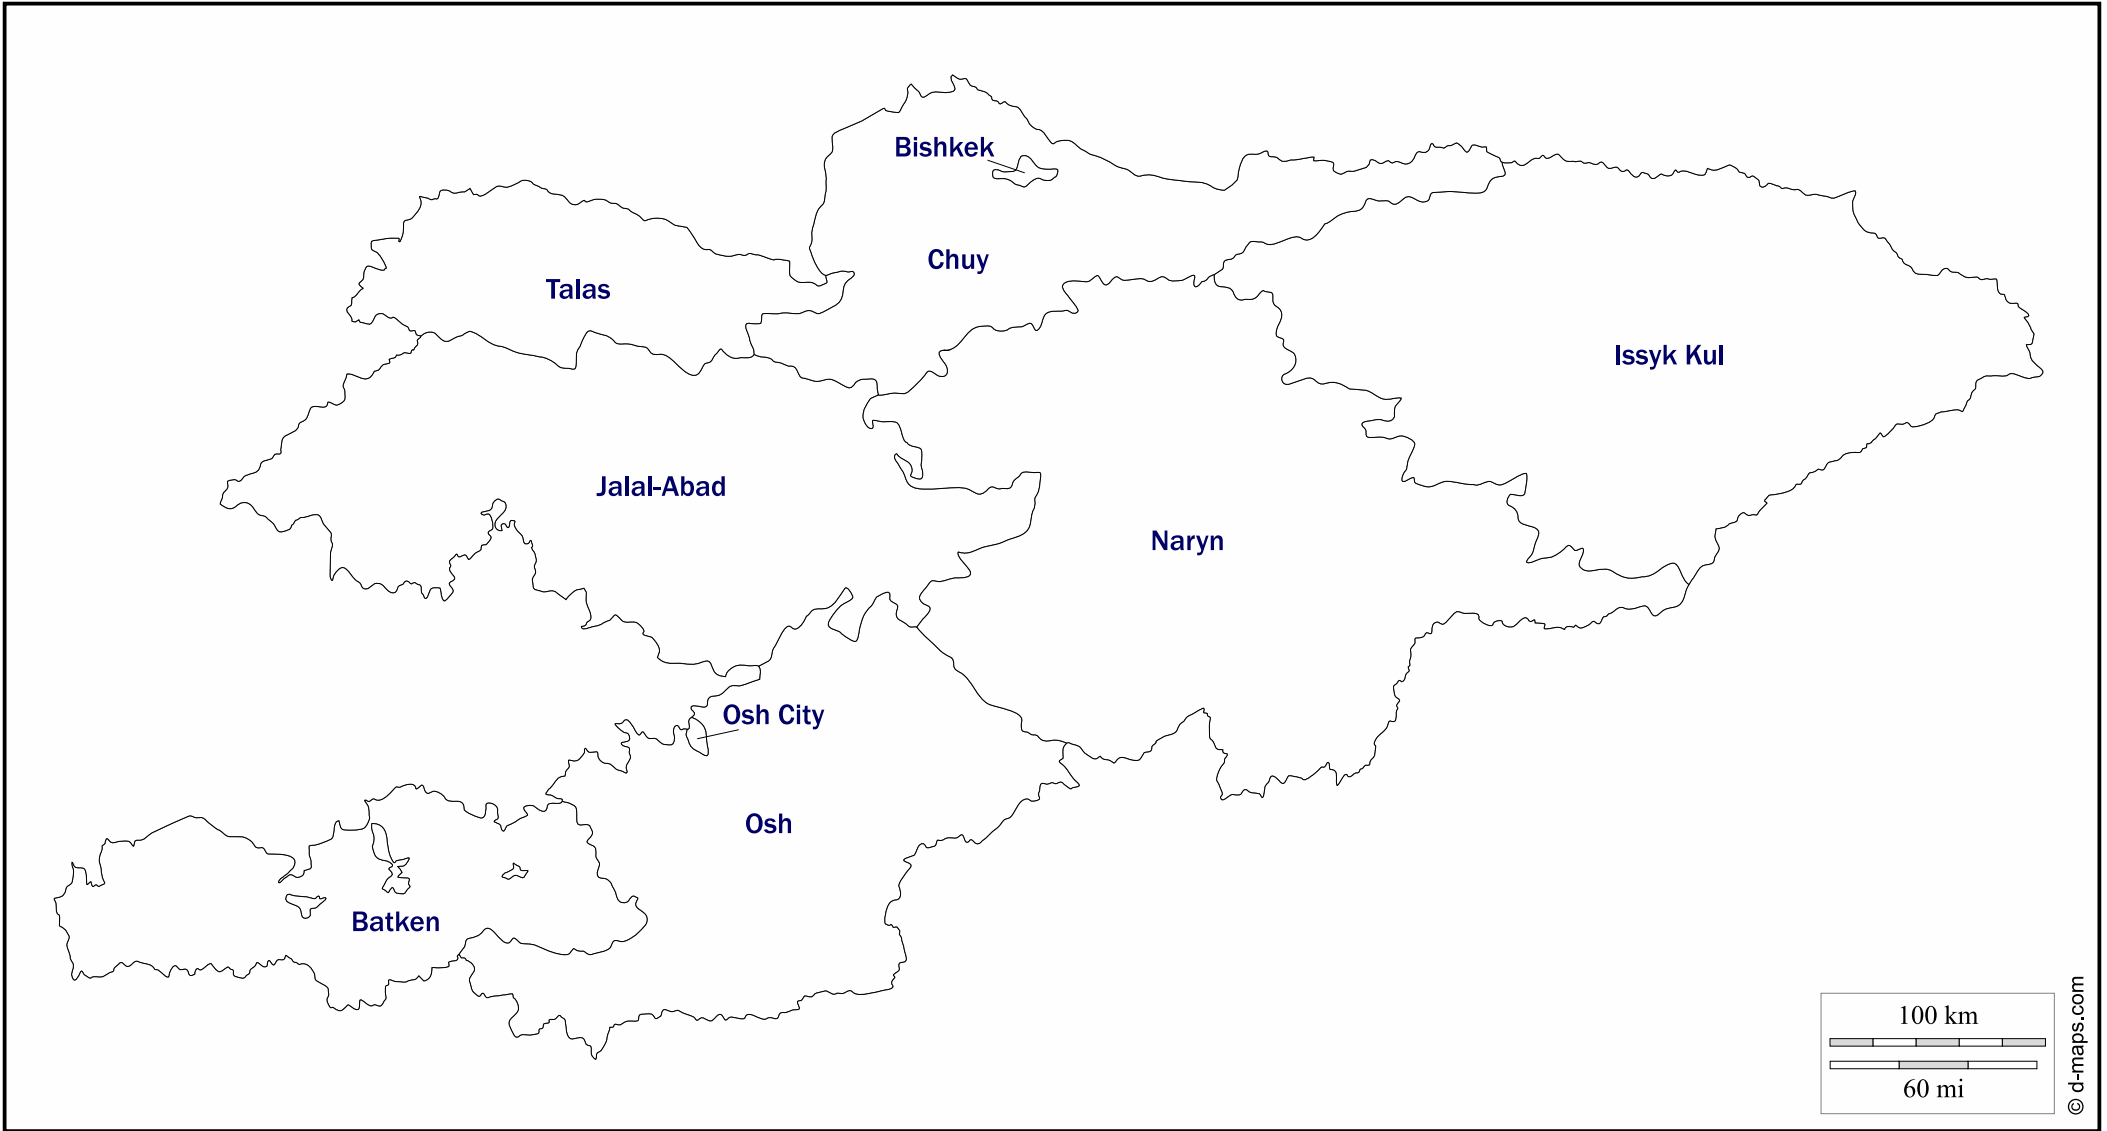 Bishkek
Chuy
Talas
Issyk Kul
Jalal-Abad
Naryn
Osh City
Osh
Batken
100 km
60 mi
© d-maps.com